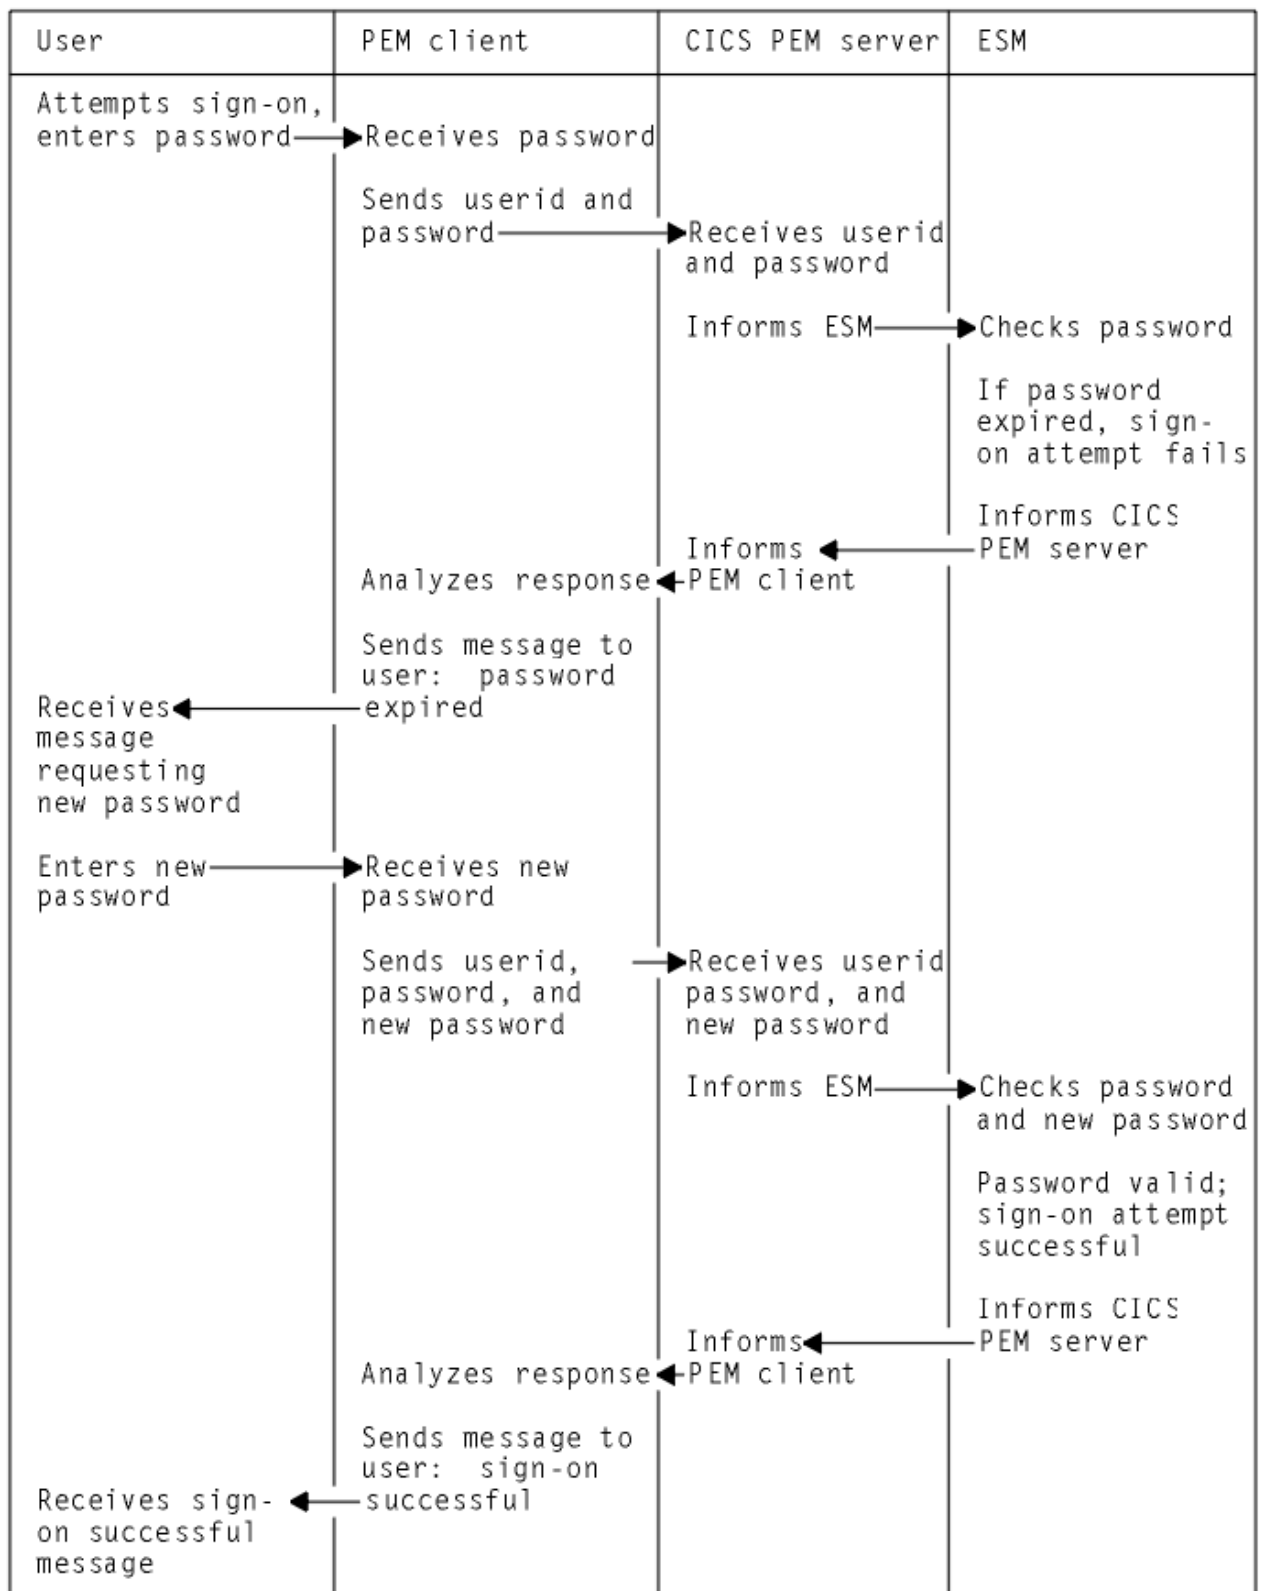 User PEM client CICS PEM server ESM
Attempts sign-on,
enters password Receives password
Sends userid and
password Receives userid
and password
Informs ESM Checks password
If password
expired, sign-
on attempt fails
Informs CICS
Informs PEM server
Analyzes response PEM client
Sends message to
user: password
Receives expired
message
requesting
new password
Enters new Receives new
password password
Sends userid, Receives userid
password, and password, and
new password new password
Informs ESM Checks password
and new password
Password valid;
sign-on attempt
successful
Informs CICS
Informs PEM server
Analyzes response PEM client
Sends message to
user: sign-on
Receives sign- successful
on successful
message